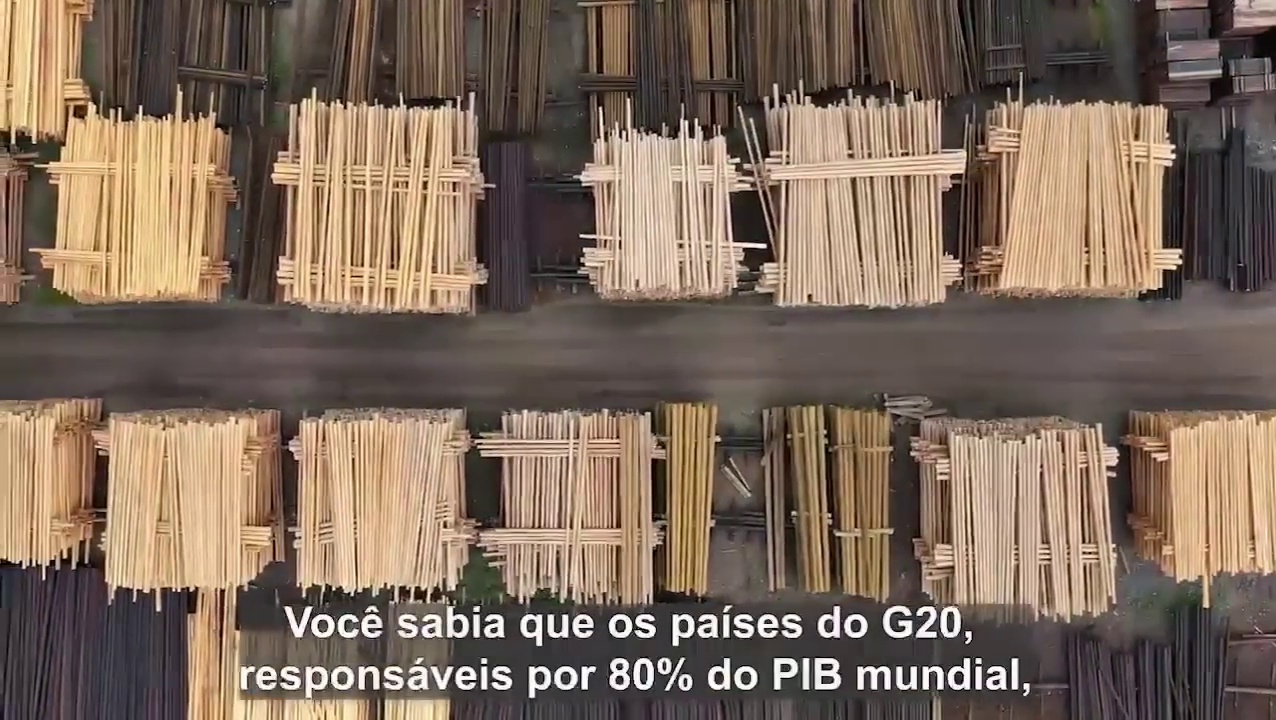 Você sabia que os países do G20,
responsáveis por 80% do PIB mundial,